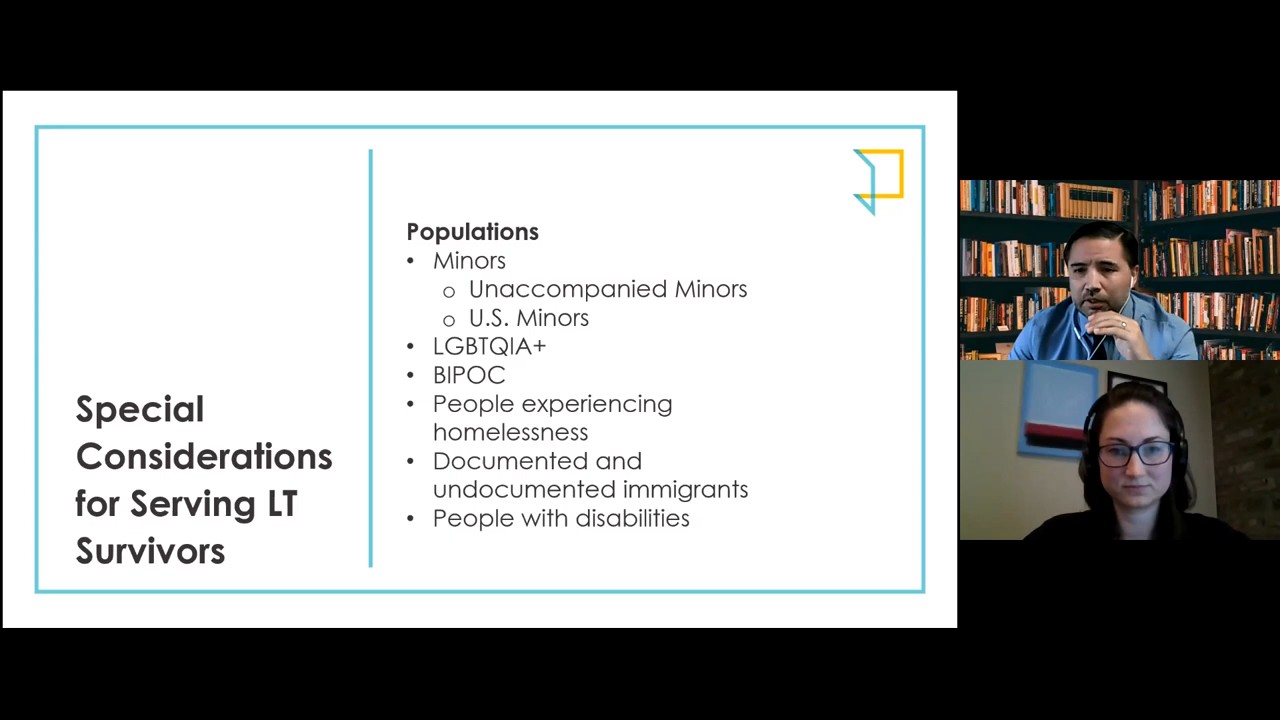 Special
Considerations
for Serving LT
Survivors
Populations
• Minors
o Unaccompanied Minors
o U.S. Minors
• LGBTQIA+
• BIPOC
• People experiencing
homelessness
• Documented and
undocumented immigrants
• People with disabilities